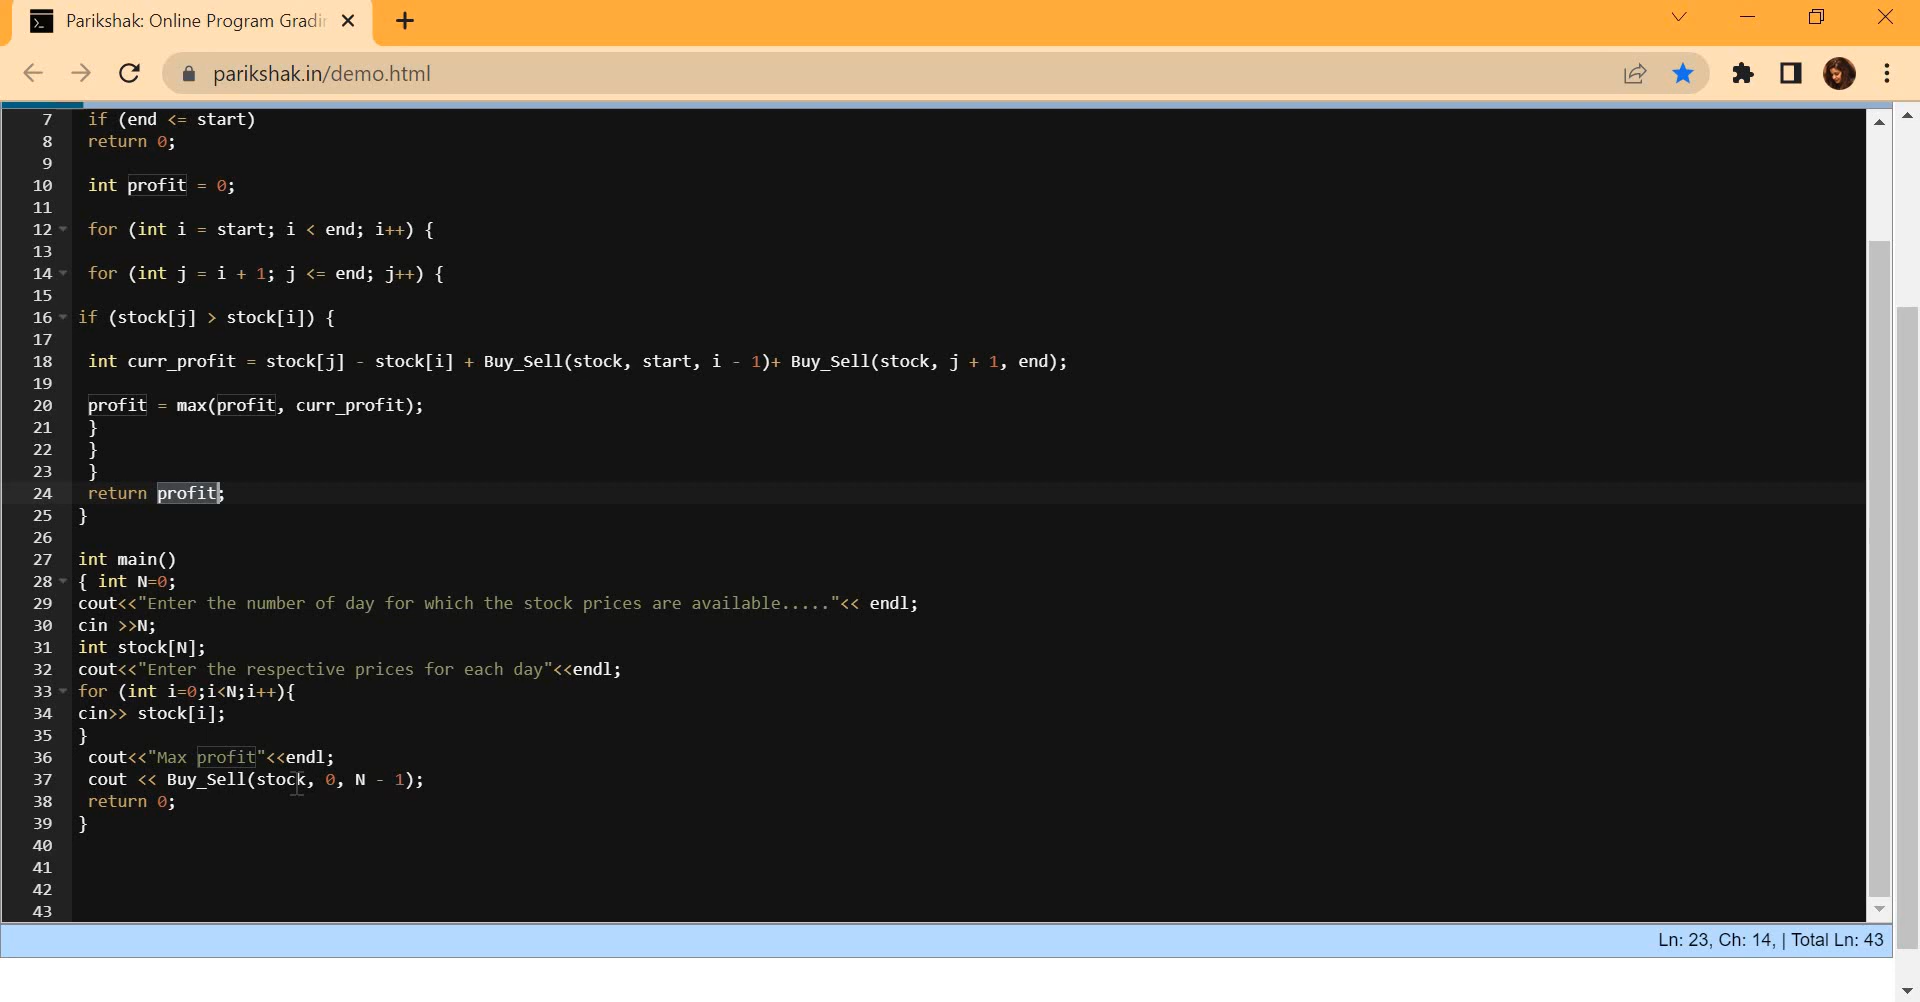 Parikshak: Online Program Gradin
parikshak.in/demo.html
7 if (end <= start)
8 return 0;
9
10 int profit = 0;
11
12 for (int i = start; i < end; i++) {
13
14 for (int j = i + 1; j <= end; j++) {
15
16 if (stock[j] > stock[i]) {
17
18 int curr_profit = stock[j] - stock[i] + Buy_Sell(stock, start, i - 1)+ Buy_Sell(stock, j + 1, end);
19
20 profit = max(profit, curr_profit);
21 }
22 }
23 }
24 return profit;
25 }
26
27 int main()
28 { int N=0;
29 cout<<"Enter the number of day for which the stock prices are available....."<< endl;
30 cin >>N;
31 int stock[N];
32 cout<<"Enter the respective prices for each day"<<endl;
33 for (int i=0;i<N;i++){
34 cin>> stock[i];
35 }
36 cout<<"Max profit"<<endl;
37 cout << Buy_Sell(stock, 0, N - 1);
38 return 0;
39 }
40
41
42
43
Ln: 23, Ch: 14, | Total Ln: 43